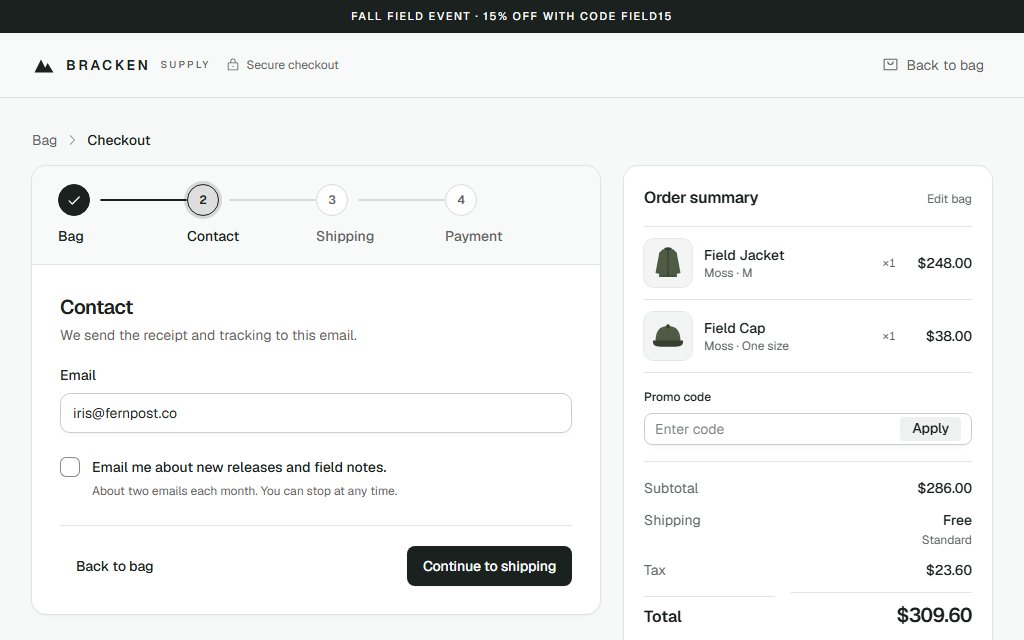 FALL FIELD EVENT · 15% OFF WITH CODE FIELD15
BRACKEN SUPPLY Secure checkout Back to bag
Bag Checkout
2 3 4
Bag Contact Shipping Payment
Contact
We send the receipt and tracking to this email.
Email
iris@fernpost.co
Email me about new releases and field notes.
About two emails each month. You can stop at any time.
Back to bag Continue to shipping
Order summary Edit bag
Field Jacket ×1 $248.00
Moss · M
Field Cap ×1 $38.00
Moss · One size
Promo code
Enter code Apply
Subtotal $286.00
Shipping Free
Standard
Tax $23.60
Total $309.60